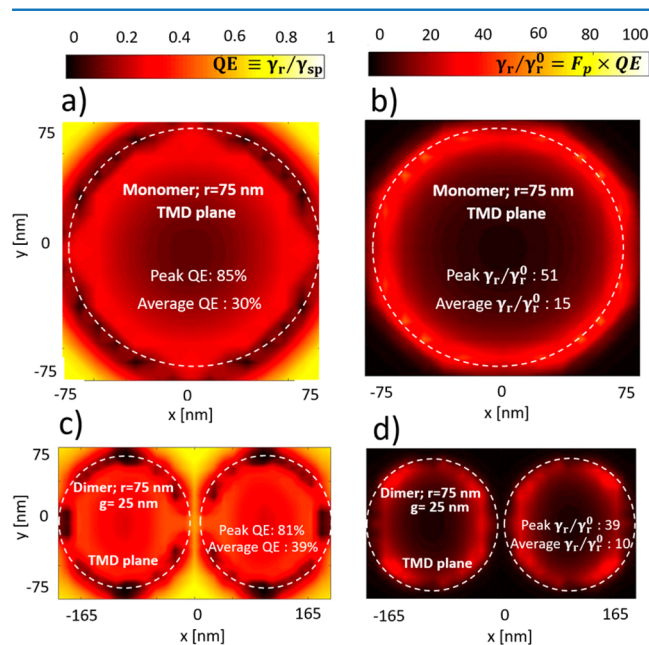 0 0.2 0.4 0.6 0.8 1
QE ≡ γr/γsp
0 20 40 60 80 100
γr/γr⁰ = Fp × QE
a)
75
0
-75
y [nm]
Monomer; r=75 nm
TMD plane
Peak QE: 85%
Average QE : 30%
-75 0 75
x [nm]
b)
Monomer; r=75 nm
TMD plane
Peak γr/γr⁰ : 51
Average γr/γr⁰ : 15
-75 0 75
x [nm]
c)
75
0
-75
y [nm]
Dimer; r=75 nm
g= 25 nm
TMD plane
Peak QE: 81%
Average QE : 39%
-165 0 165
x [nm]
d)
Dimer; r=75 nm
g= 25 nm
TMD plane
Peak γr/γr⁰ : 39
Average γr/γr⁰ : 10
-165 0 165
x [nm]